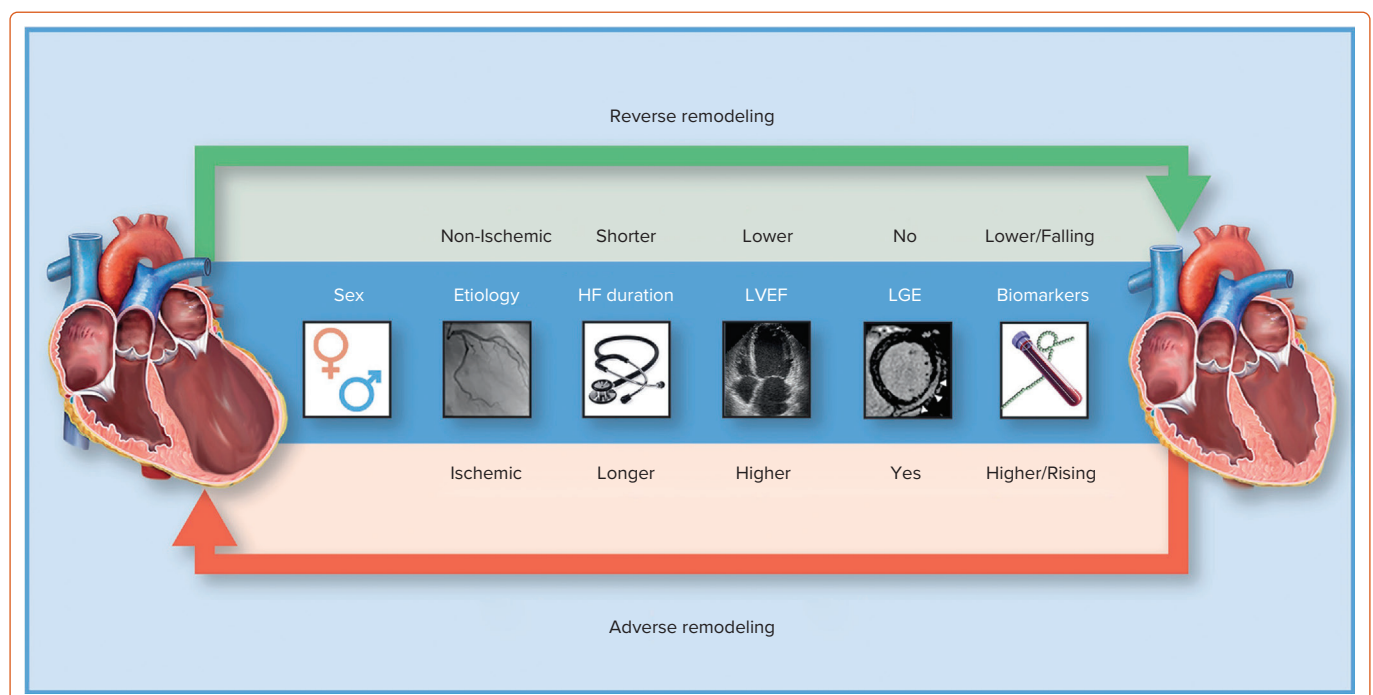 Reverse remodeling
Non-Ischemic Shorter Lower No Lower/Falling
Sex Etiology HF duration LVEF LGE Biomarkers
Ischemic Longer Higher Yes Higher/Rising
Adverse remodeling